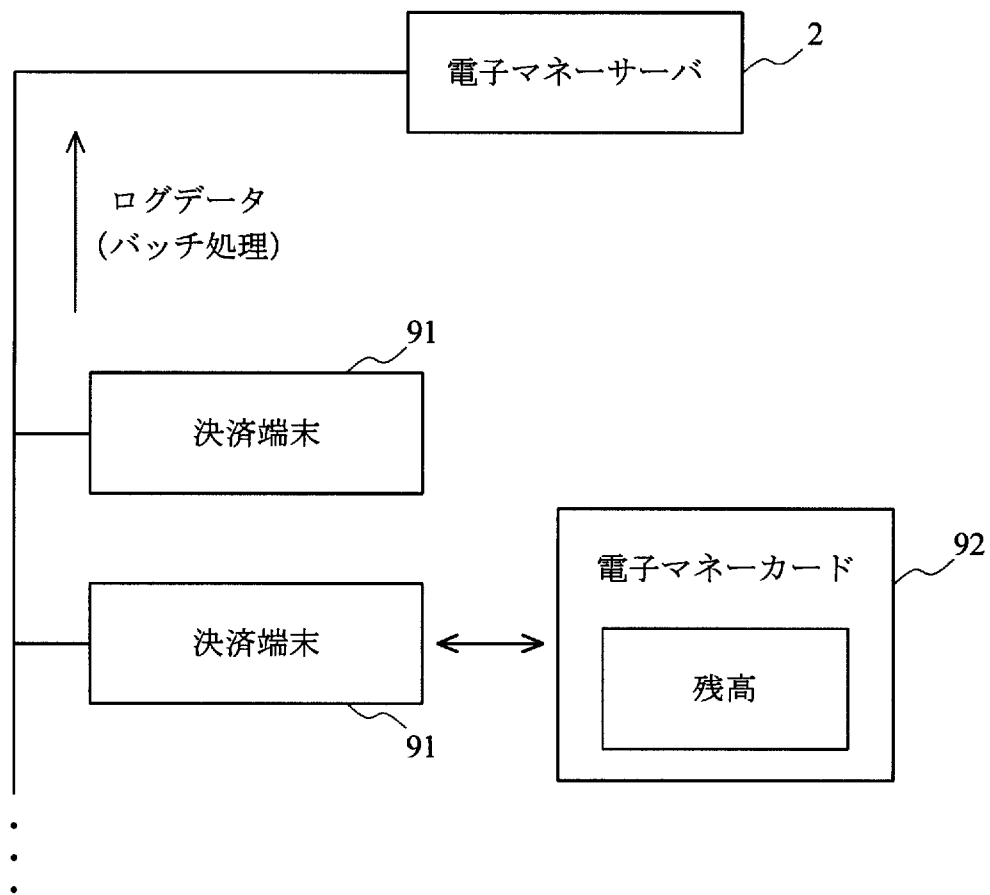 電子マネーサーバ
2
ログデータ
(バッチ処理)
91
決済端末
電子マネーカード
92
決済端末
残高
91